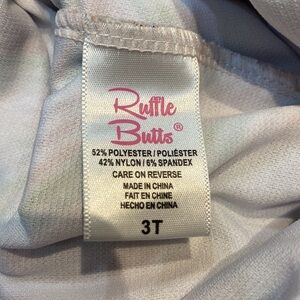 Ruffle
Butts®
52% POLYESTER / POLIÉSTER
42% NYLON / 6% SPANDEX
CARE ON REVERSE
MADE IN CHINA
FAIT EN CHINE
HECHO EN CHINA
3T